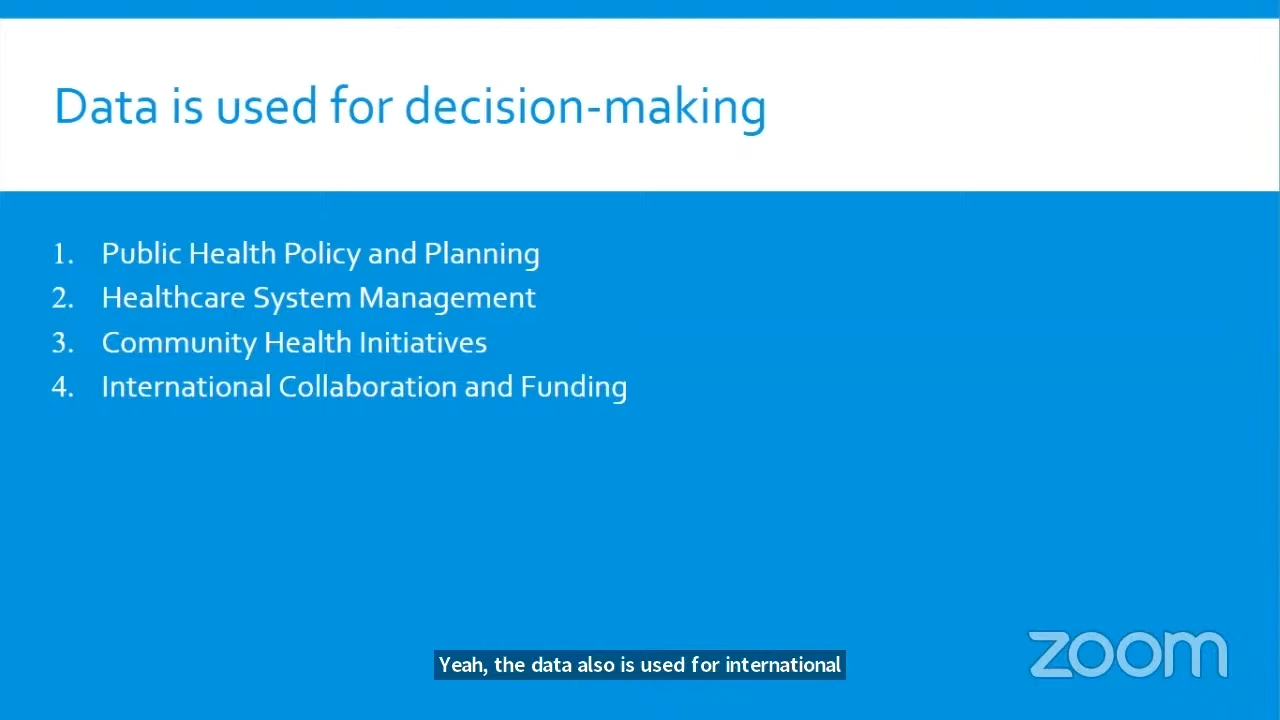 Data is used for decision-making
1. Public Health Policy and Planning
2. Healthcare System Management
3. Community Health Initiatives
4. International Collaboration and Funding
Yeah, the data also is used for international
zoom